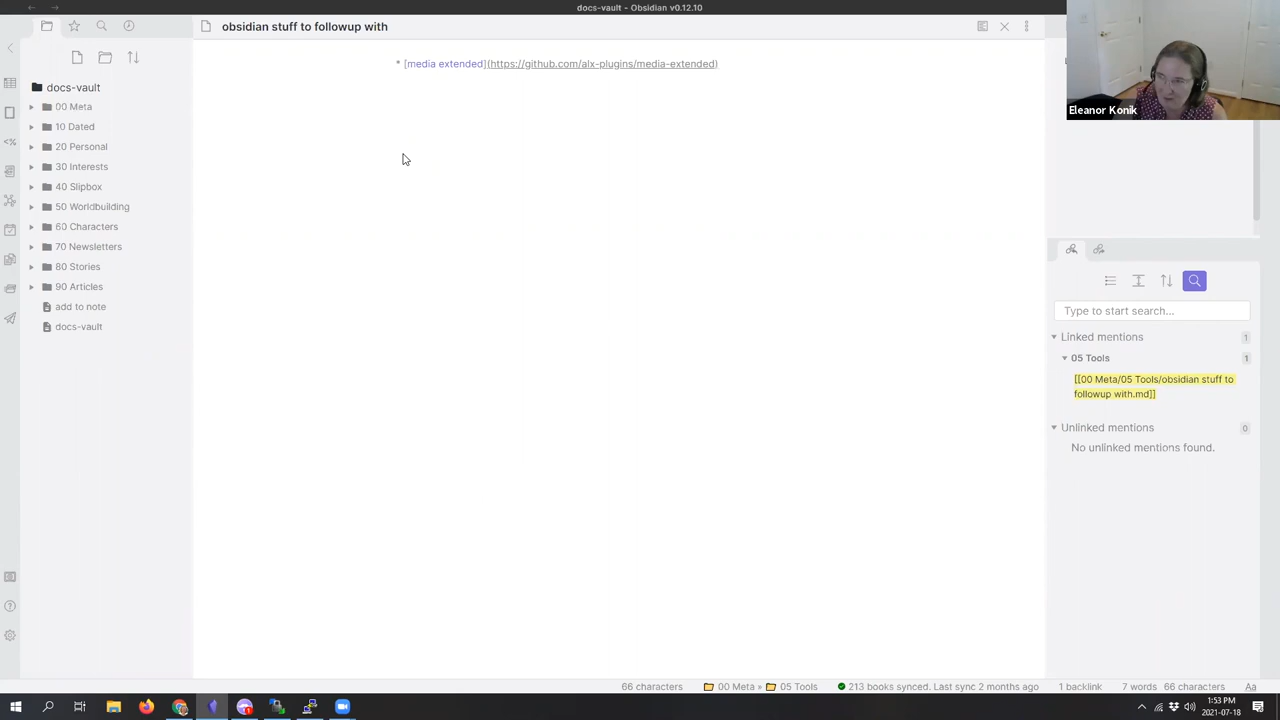 docs-vault - Obsidian v0.12.10
obsidian stuff to followup with
* [media extended](https://github.com/alx-plugins/media-extended)
docs-vault
00 Meta
10 Dated
20 Personal
30 Interests
40 Slipbox
50 Worldbuilding
60 Characters
70 Newsletters
80 Stories
90 Articles
add to note
docs-vault
Eleanor Konik
Type to start search...
Linked mentions 1
05 Tools 1
[[00 Meta/05 Tools/obsidian stuff to
followup with.md]]
Unlinked mentions 0
No unlinked mentions found.
66 characters 00 Meta » 05 Tools 213 books synced. Last sync 2 months ago 1 backlink 7 words 66 characters Aa
1:53 PM
2021-07-18